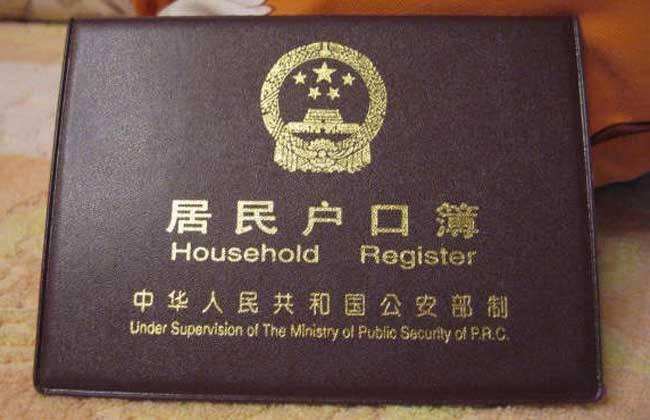 居民户口簿
Household Register
中华人民共和国公安部制
Under Supervision of The Ministry of Public Security of P.R.C.